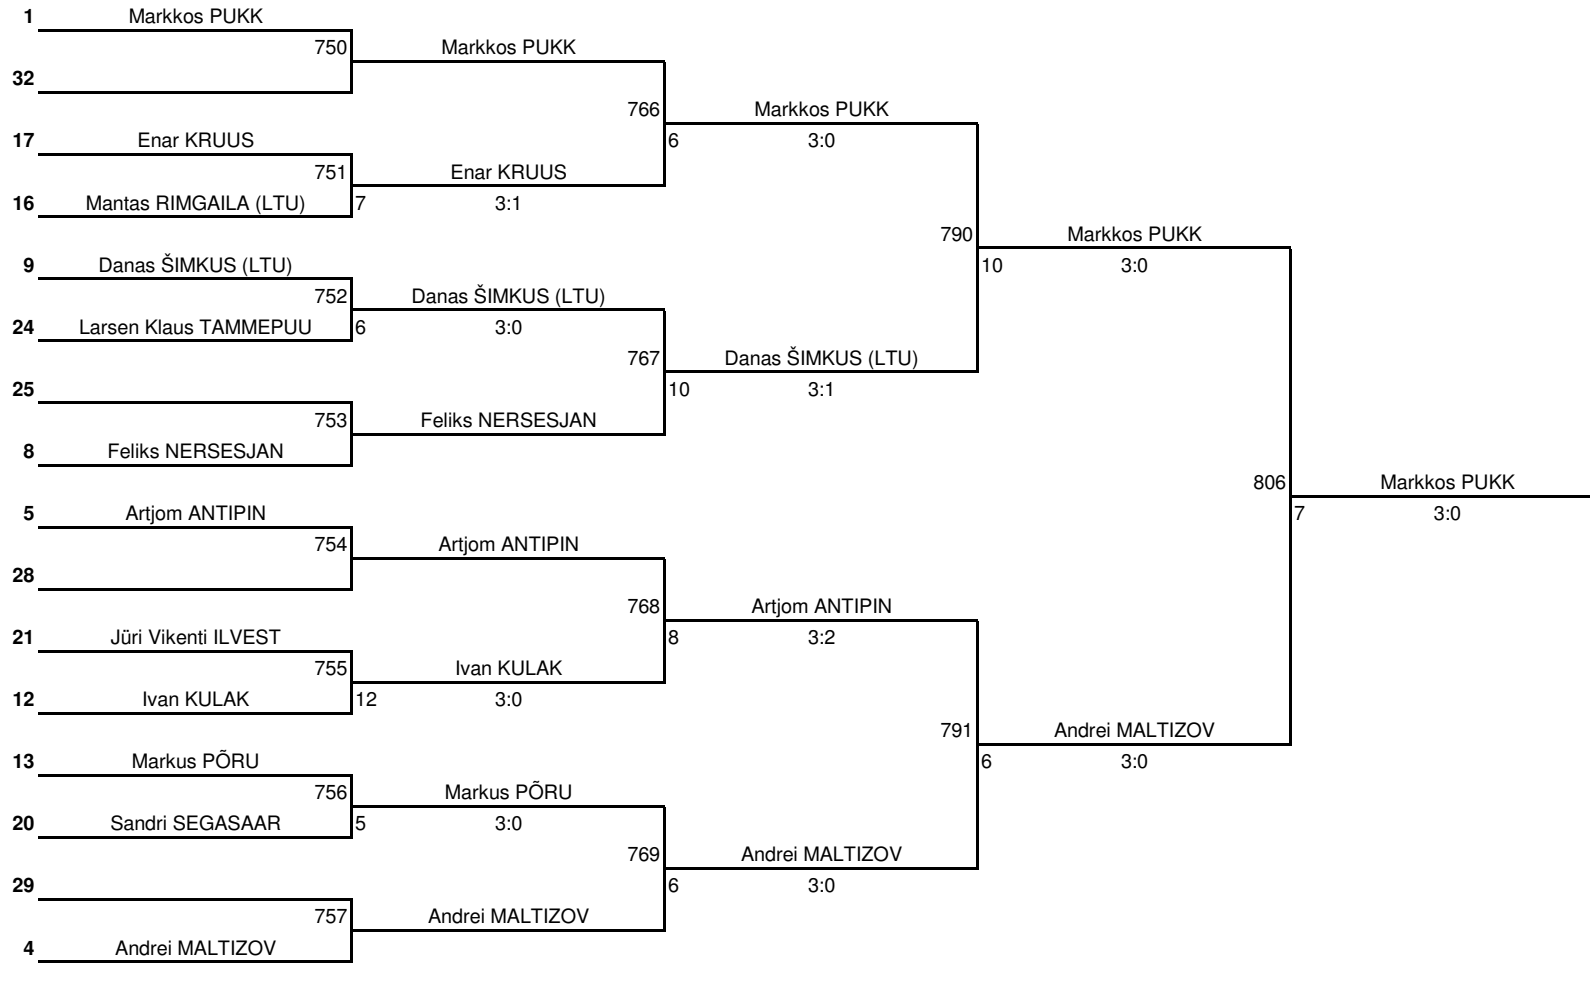 1 Markkos PUKK
750 Markkos PUKK
32
766 Markkos PUKK
17 Enar KRUUS 6 3:0
751 Enar KRUUS
16 Mantas RIMGAILA (LTU) 7 3:1
790 Markkos PUKK
9 Danas ŠIMKUS (LTU) 10 3:0
752 Danas ŠIMKUS (LTU)
24 Larsen Klaus TAMMEPUU 6 3:0
767 Danas ŠIMKUS (LTU)
25 10 3:1
753 Feliks NERSESJAN
8 Feliks NERSESJAN
806 Markkos PUKK
5 Artjom ANTIPIN 7 3:0
754 Artjom ANTIPIN
28
768 Artjom ANTIPIN
21 Jüri Vikenti ILVEST 8 3:2
755 Ivan KULAK
12 Ivan KULAK 12 3:0
791 Andrei MALTIZOV
13 Markus PÕRU 6 3:0
756 Markus PÕRU
20 Sandri SEGASAAR 5 3:0
769 Andrei MALTIZOV
29 6 3:0
757 Andrei MALTIZOV
4 Andrei MALTIZOV